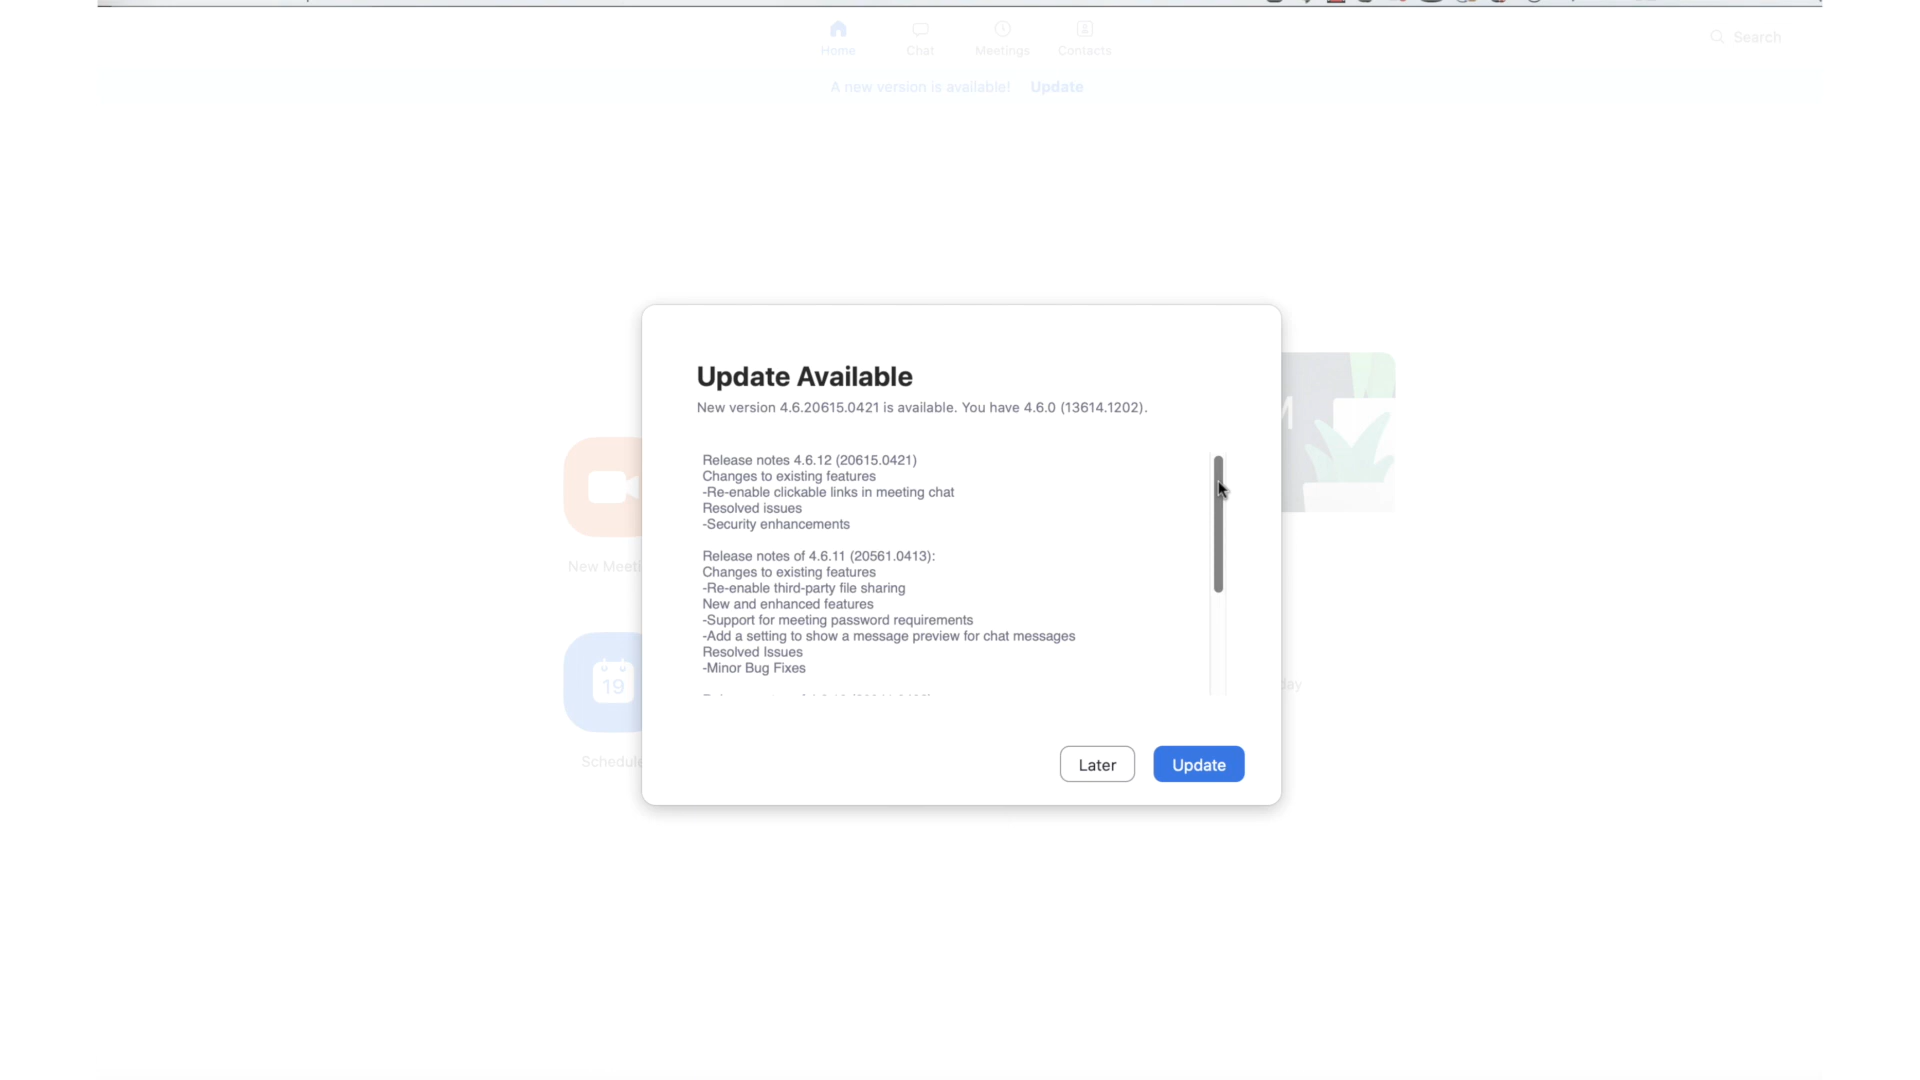 Home
Chat
Meetings
Contacts
Search
A new version is available! Update
Update Available
New version 4.6.20615.0421 is available. You have 4.6.0 (13614.1202).
Release notes 4.6.12 (20615.0421)
Changes to existing features
-Re-enable clickable links in meeting chat
Resolved issues
-Security enhancements
Release notes of 4.6.11 (20561.0413):
Changes to existing features
-Re-enable third-party file sharing
New and enhanced features
-Support for meeting password requirements
-Add a setting to show a message preview for chat messages
Resolved Issues
-Minor Bug Fixes
Later
Update
New Meeti
19
Schedule
day
M